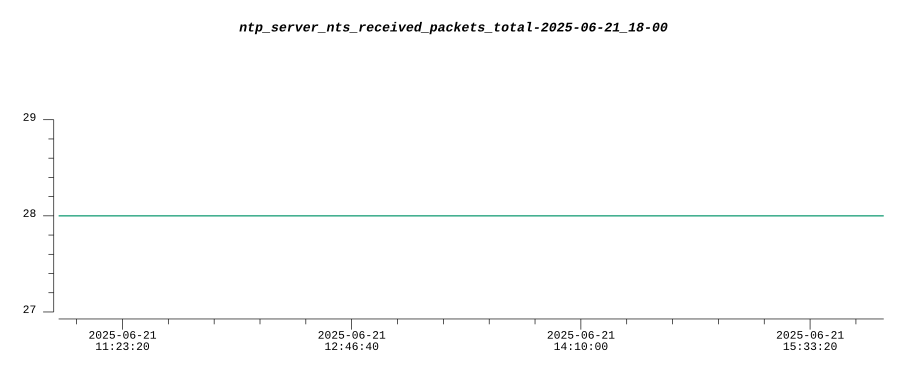 ntp_server_nts_received_packets_total-2025-06-21_18-00
29
28
27
2025-06-21 2025-06-21 2025-06-21 2025-06-21
11:23:20 12:46:40 14:10:00 15:33:20